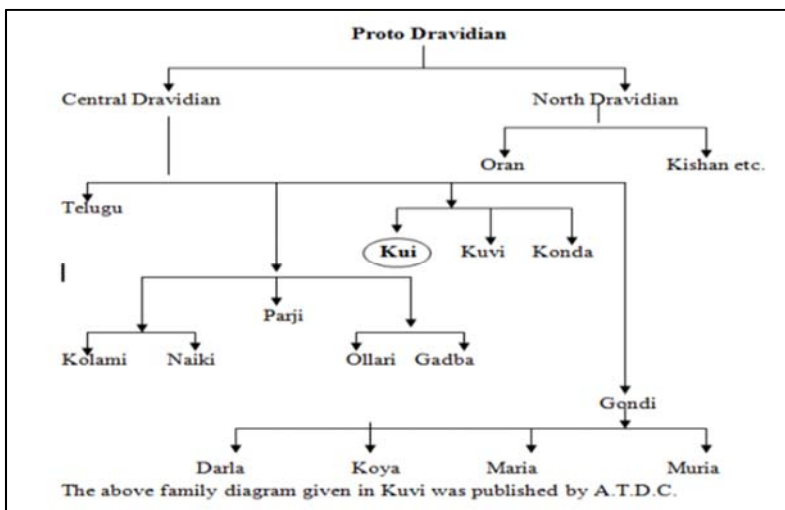 Proto Dravidian
Central Dravidian North Dravidian
Oran Kishan etc.
Telugu
Kui Kuvi Konda
Parji
Kolami Naiki Ollari Gadba
Gondi
Darla Koya Maria Muria
The above family diagram given in Kuvi was published by A.T.D.C.